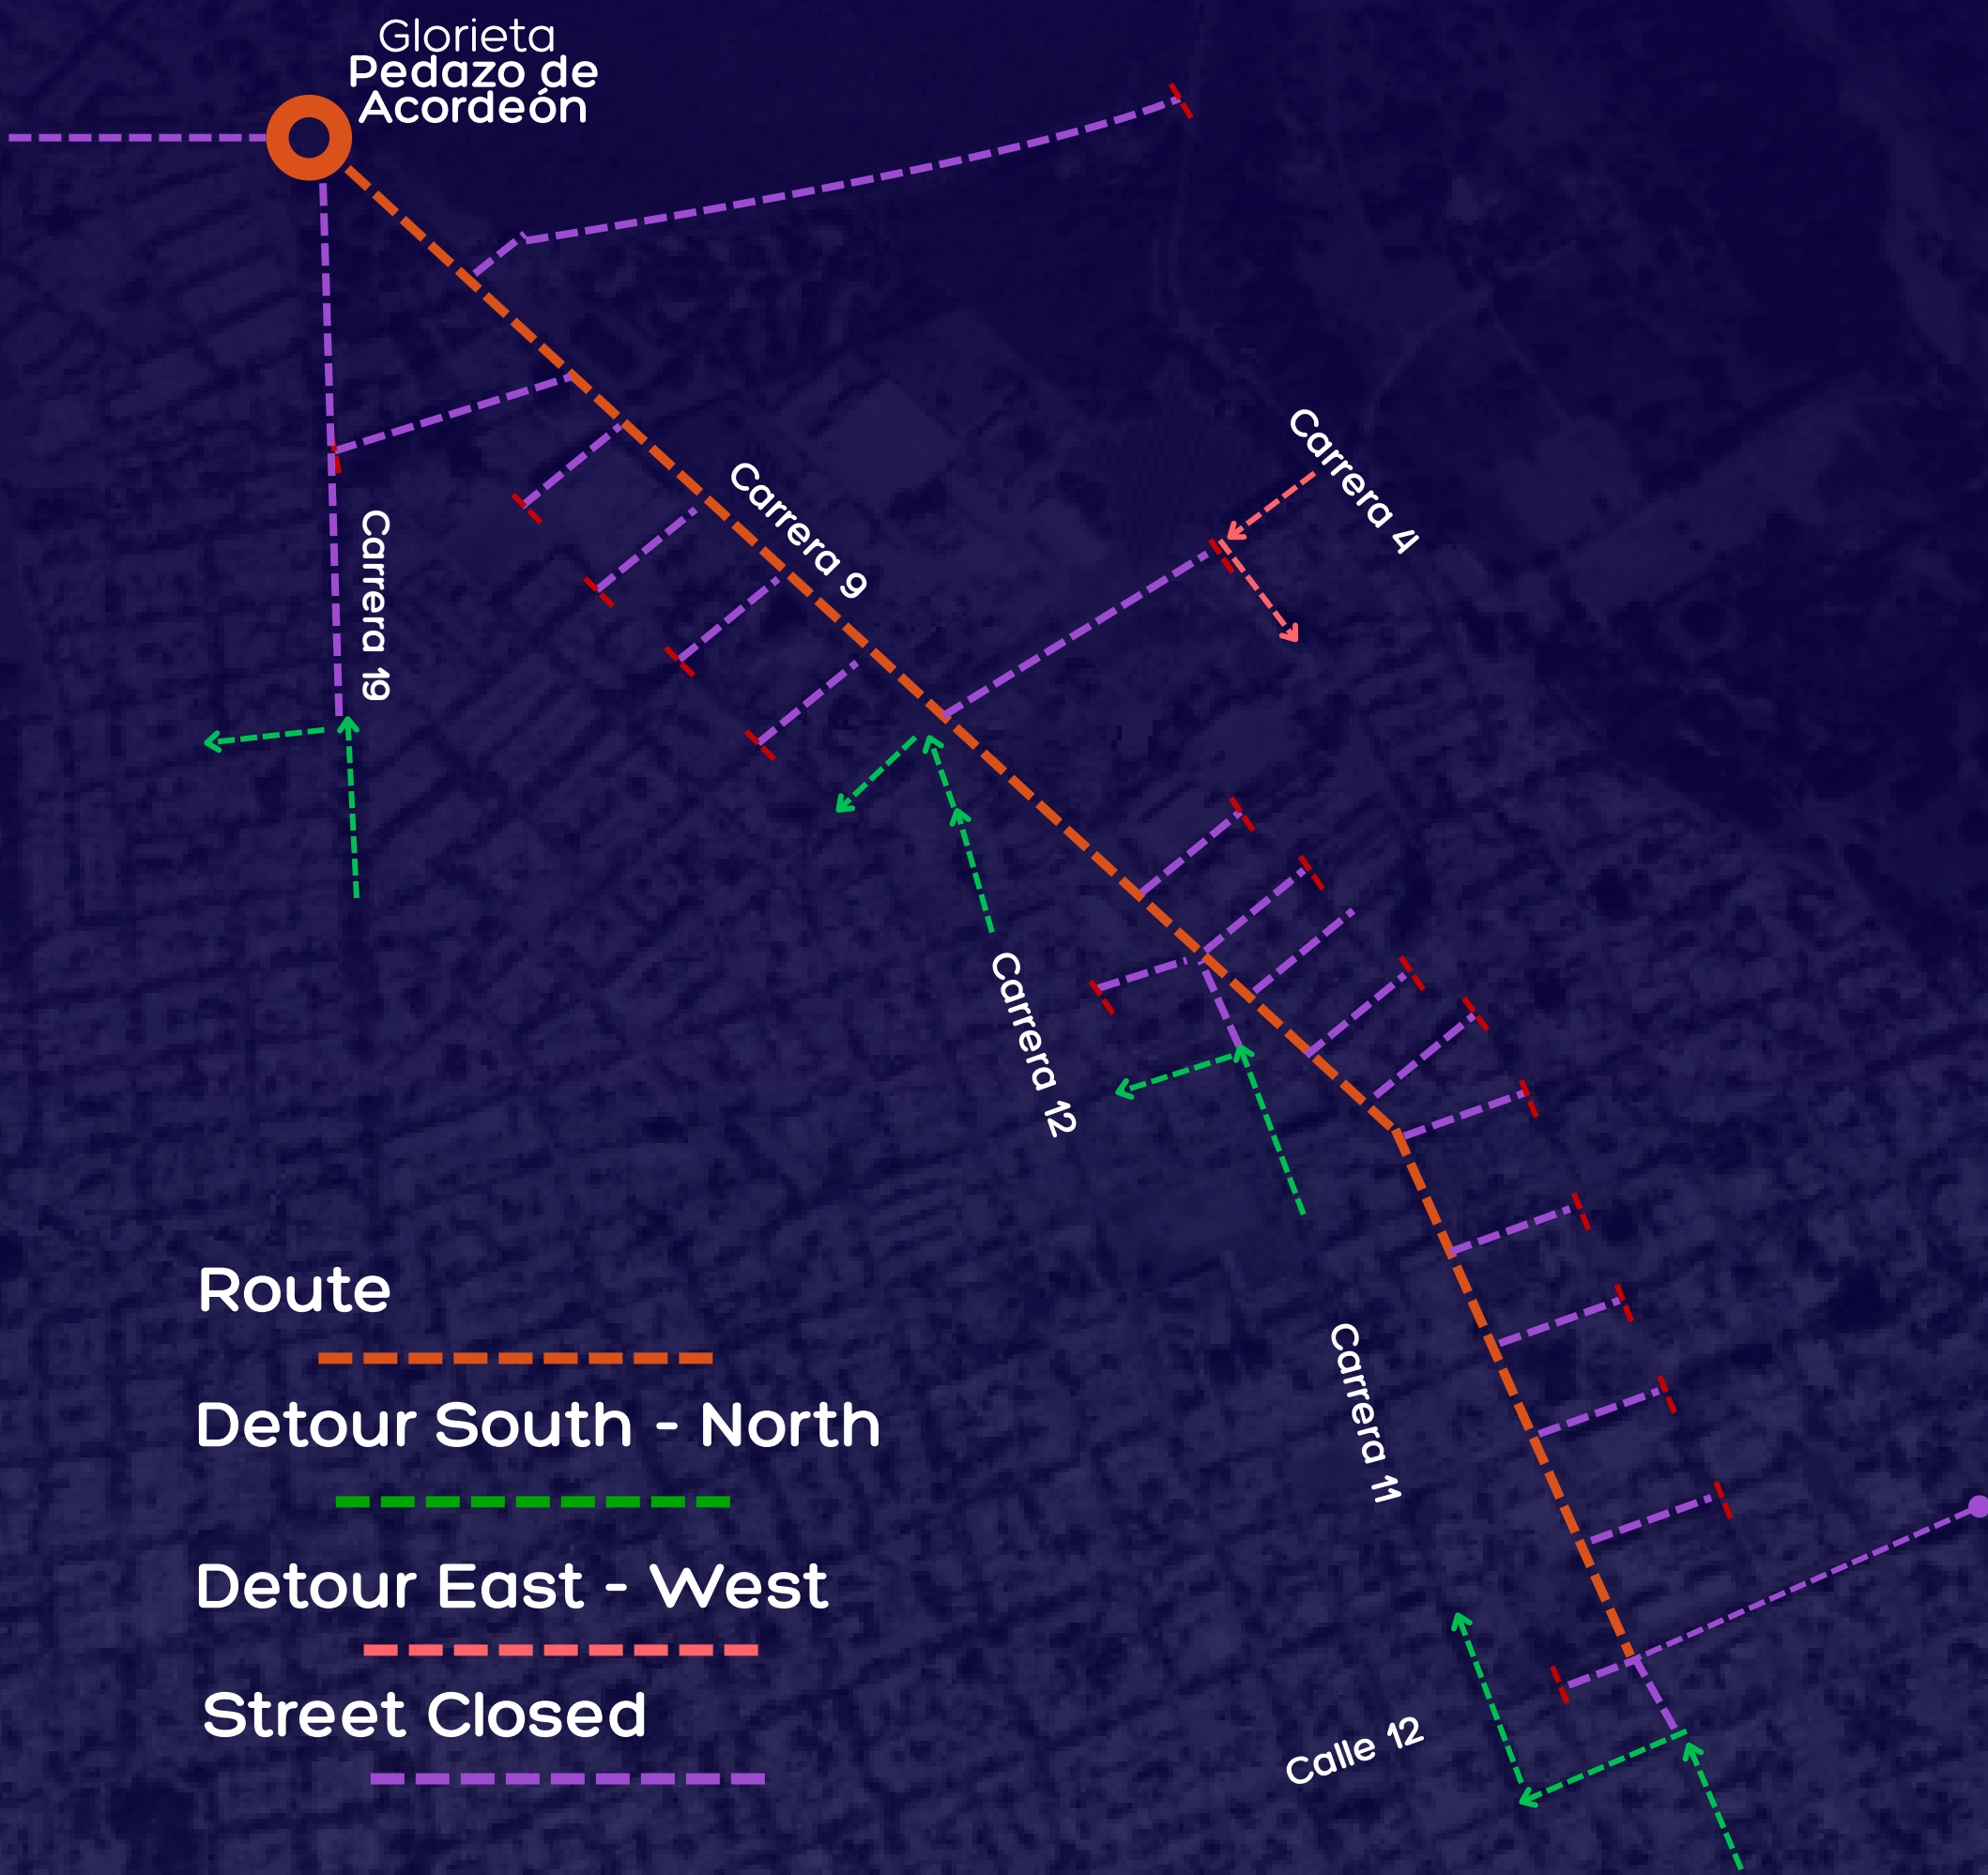 Glorieta
Pedazo de
Acordeón
Carrera 4
Carrera 9
Carrera 19
Carrera 12
Carrera 11
Route
Detour South - North
Detour East - West
Street Closed
Calle 12